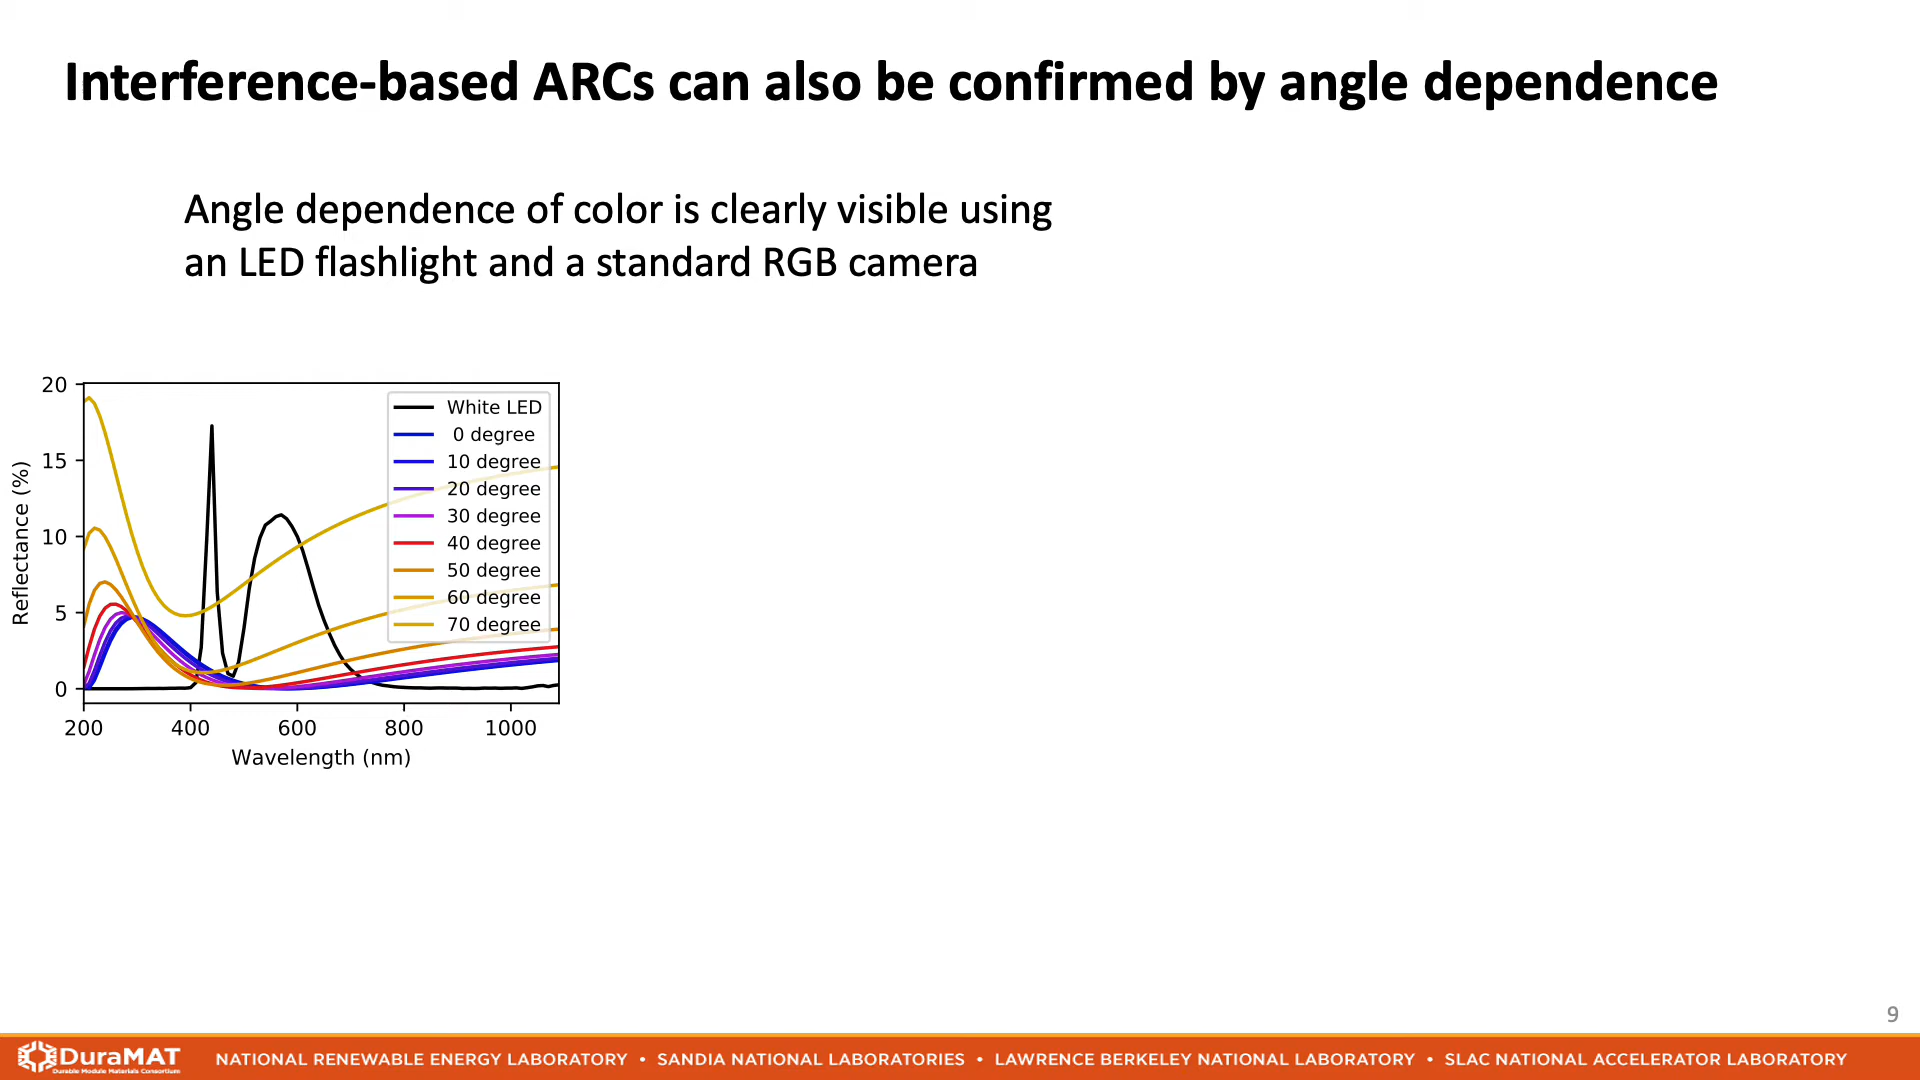 Interference-based ARCs can also be confirmed by angle dependence
Angle dependence of color is clearly visible using
an LED flashlight and a standard RGB camera
20
15
10
5
0
Reflectance (%)
White LED
0 degree
10 degree
20 degree
30 degree
40 degree
50 degree
60 degree
70 degree
200 400 600 800 1000
Wavelength (nm)
9
DuraMAT
Durable Module Materials Consortium
NATIONAL RENEWABLE ENERGY LABORATORY • SANDIA NATIONAL LABORATORIES • LAWRENCE BERKELEY NATIONAL LABORATORY • SLAC NATIONAL ACCELERATOR LABORATORY